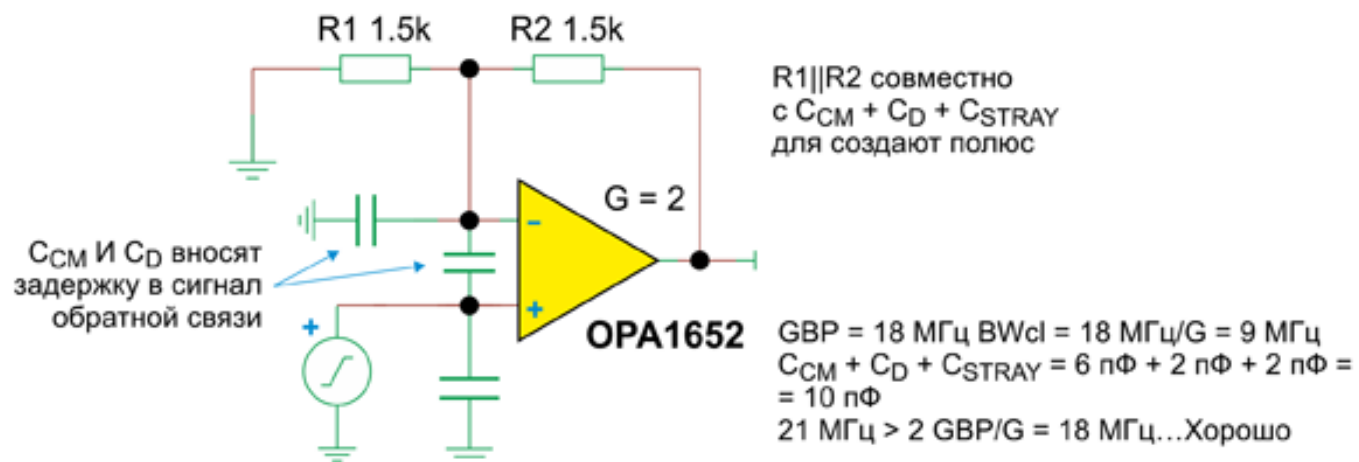 R1 1.5k
R2 1.5k
R1||R2 совместно
с CCM + CD + CSTRAY
для создают полюс
G = 2
CCM И CD вносят
задержку в сигнал
обратной связи
-
+
+
OPA1652
GBP = 18 МГц BWcl = 18 МГц/G = 9 МГц
CCM + CD + CSTRAY = 6 пФ + 2 пФ + 2 пФ =
= 10 пФ
21 МГц > 2 GBP/G = 18 МГц...Хорошо